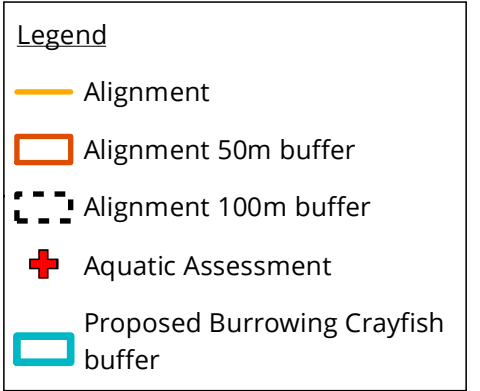 Legend
Alignment
Alignment 50m buffer
Alignment 100m buffer
Aquatic Assessment
Proposed Burrowing Crayfish
buffer